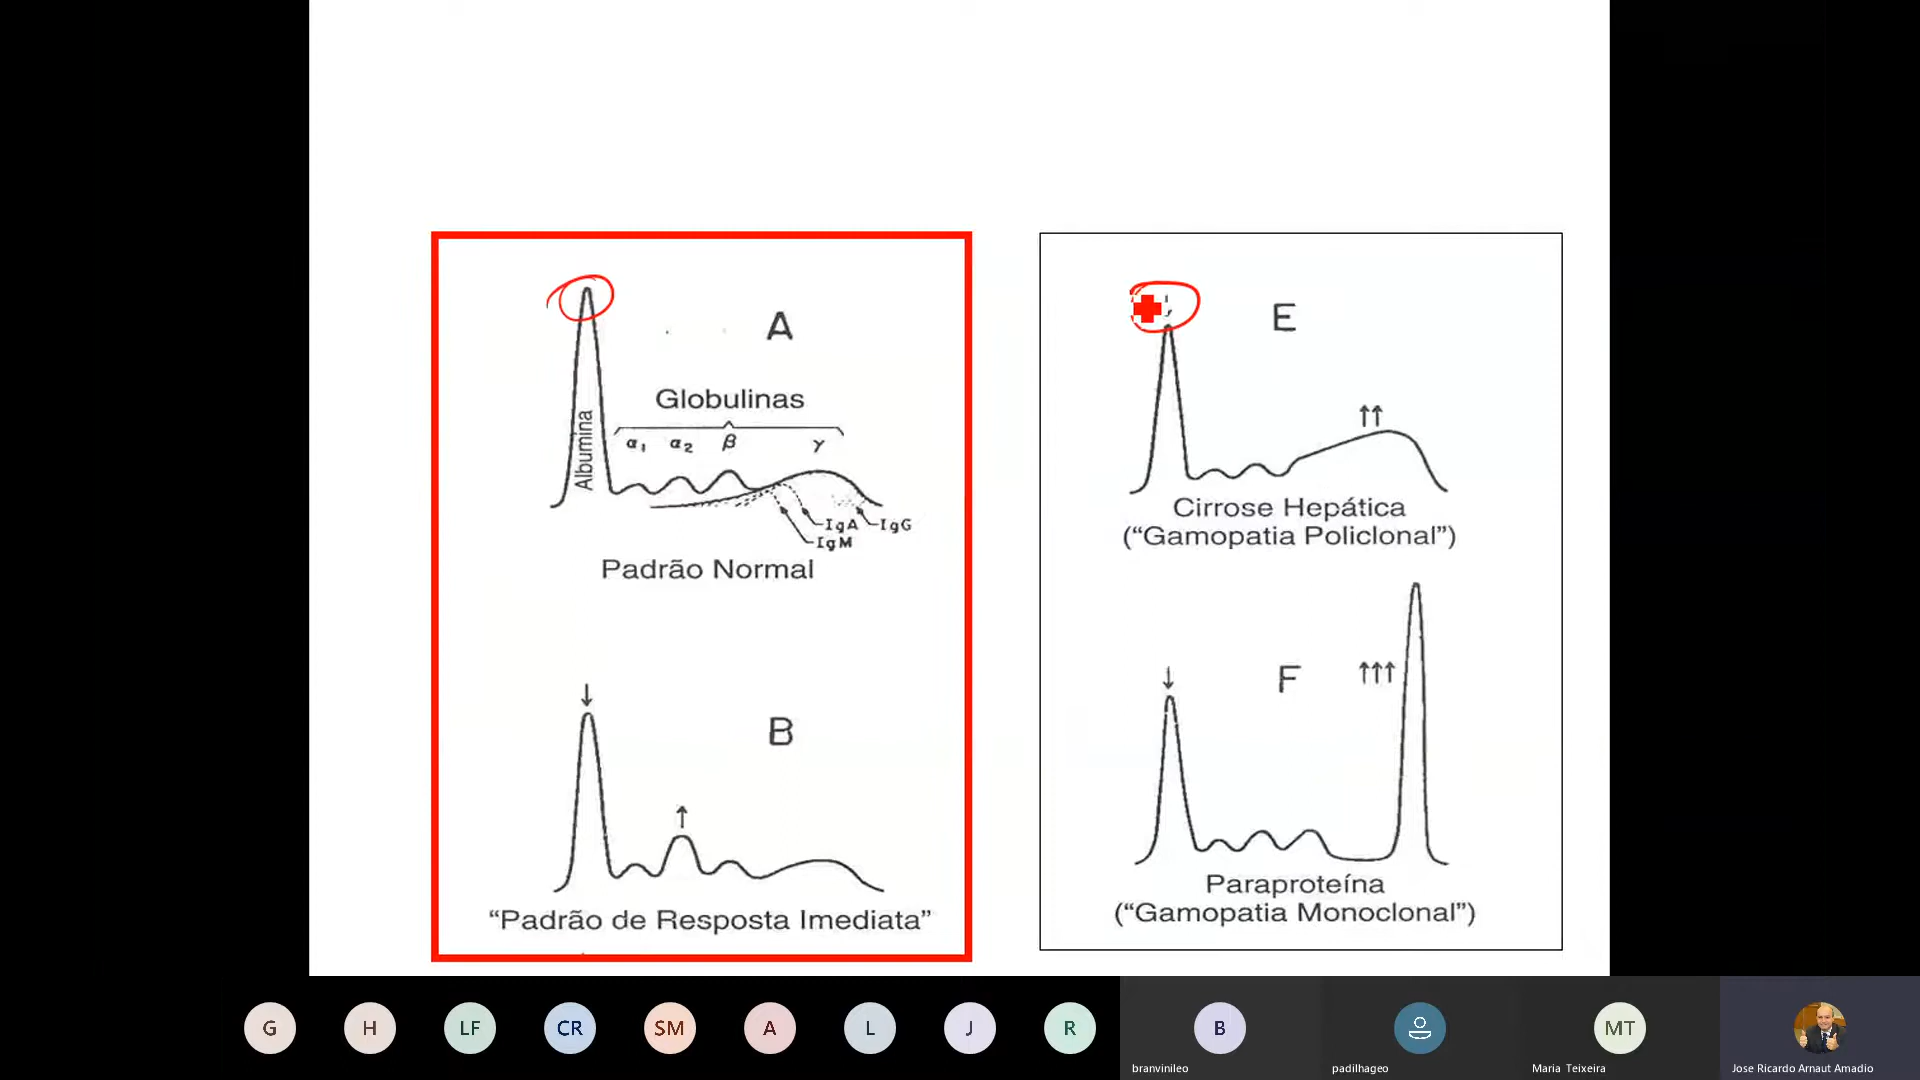 A
Globulinas
Albumina
α1 α2 β γ
IgA IgG
IgM
Padrão Normal
↓
B
↑
“Padrão de Resposta Imediata”
E
↑↑
Cirrose Hepática
(“Gamopatia Policlonal”)
↓
F
↑↑↑
Paraproteína
(“Gamopatia Monoclonal”)
G H LF CR SM A L J R B MT
branvinileo padilhageo Maria Teixeira Jose Ricardo Arnaut Amadio